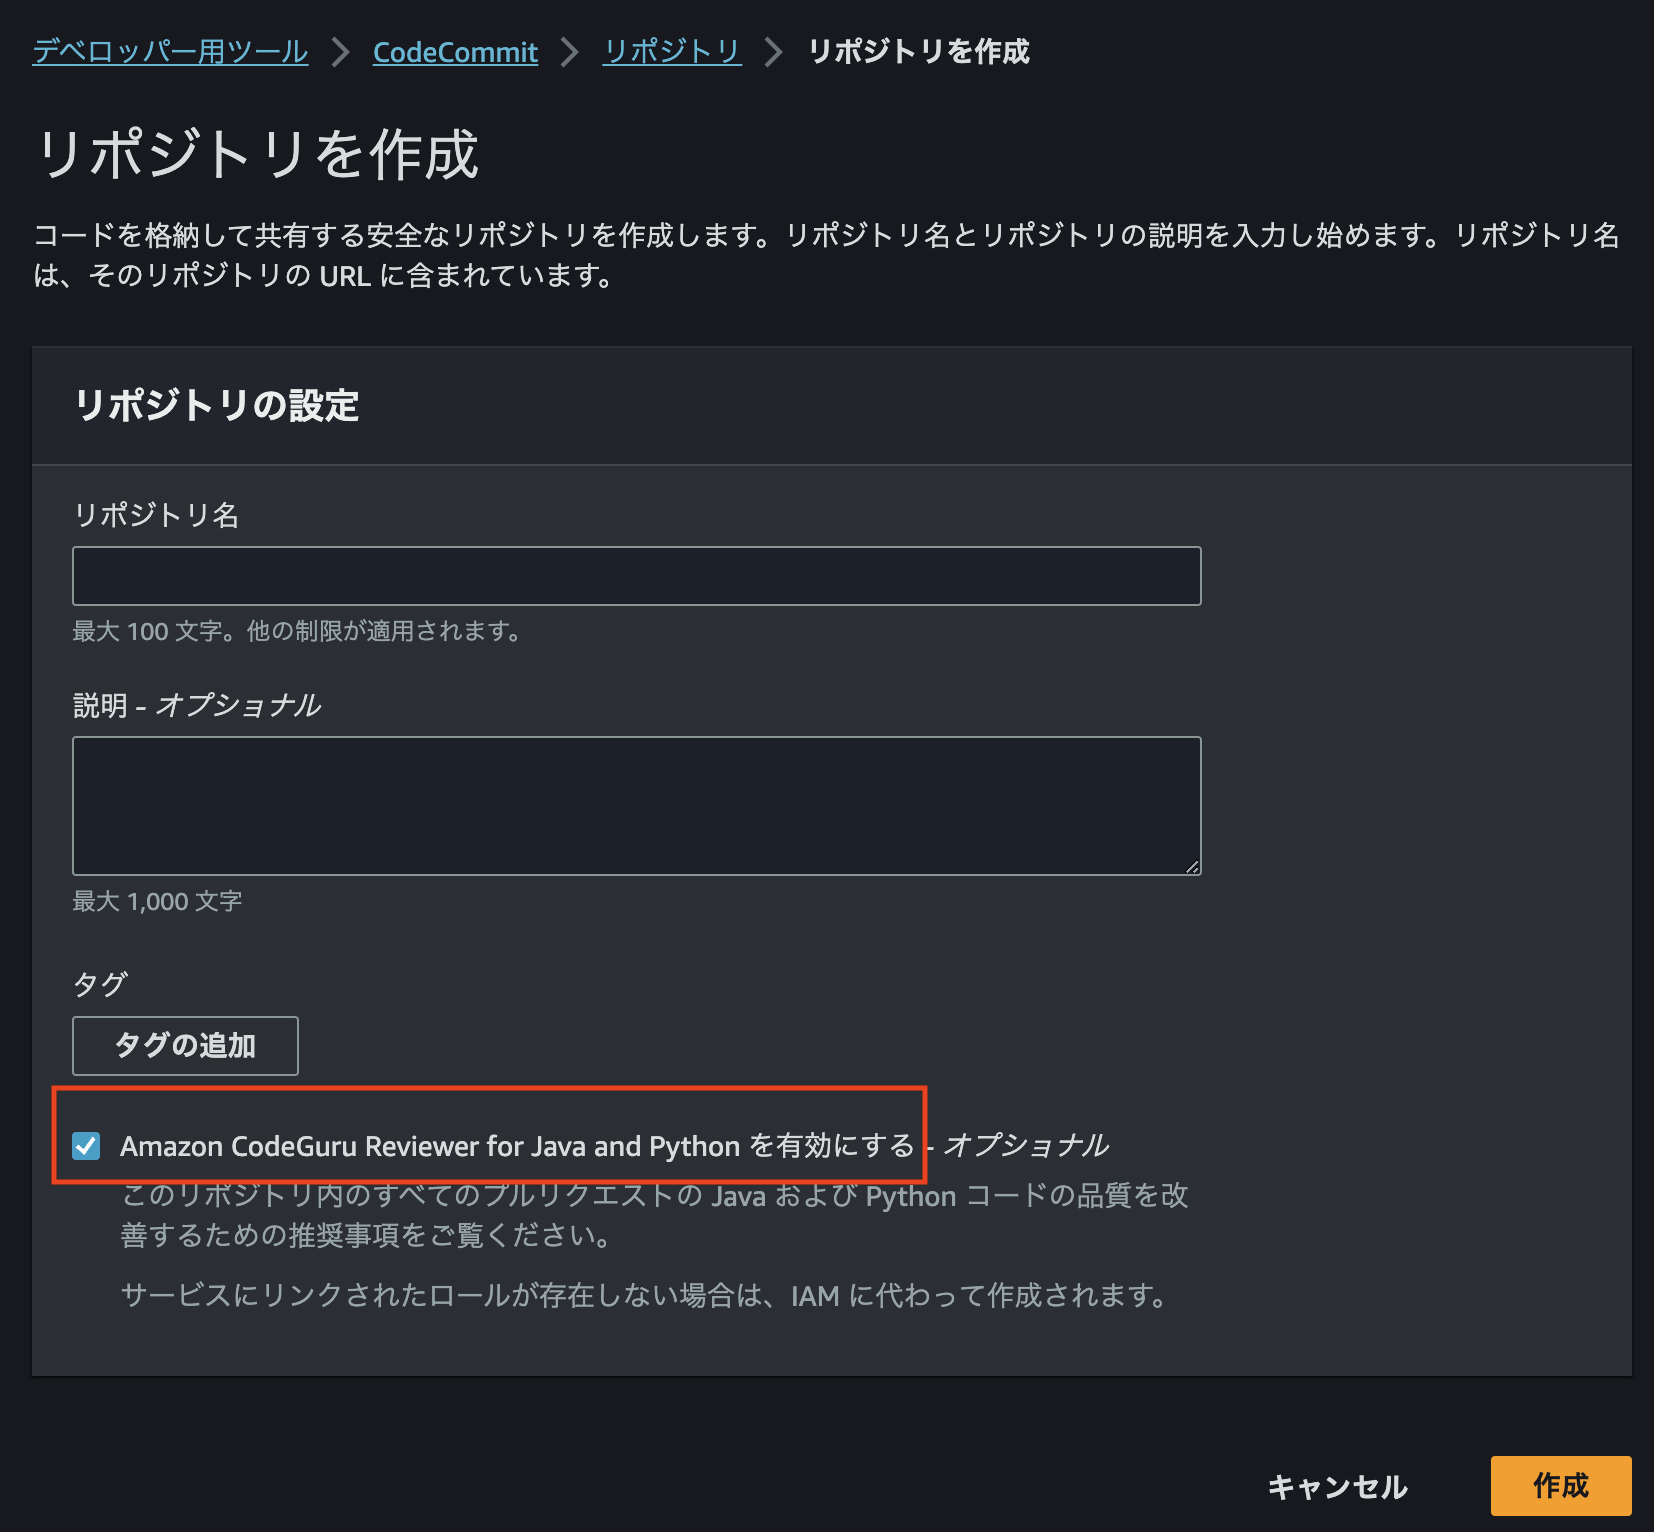 デベロッパー用ツール > CodeCommit > リポジトリ > リポジトリを作成
リポジトリを作成
コードを格納して共有する安全なリポジトリを作成します。リポジトリ名とリポジトリの説明を入力し始めます。リポジトリ名
は、そのリポジトリの URL に含まれています。
リポジトリの設定
リポジトリ名
最大 100 文字。他の制限が適用されます。
説明 - オプショナル
最大 1,000 文字
タグ
タグの追加
Amazon CodeGuru Reviewer for Java and Python を有効にする - オプショナル
このリポジトリ内のすべてのプルリクエストの Java および Python コードの品質を改
善するための推奨事項をご覧ください。
サービスにリンクされたロールが存在しない場合は、IAM に代わって作成されます。
キャンセル
作成